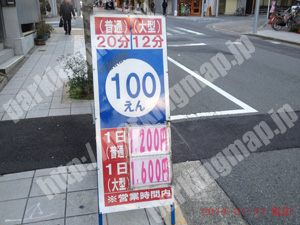 (普通)(大型)
20分 12分
100
えん
1日
(普通)
1,200円
1日
(大型)
1,600円
※営業時間内